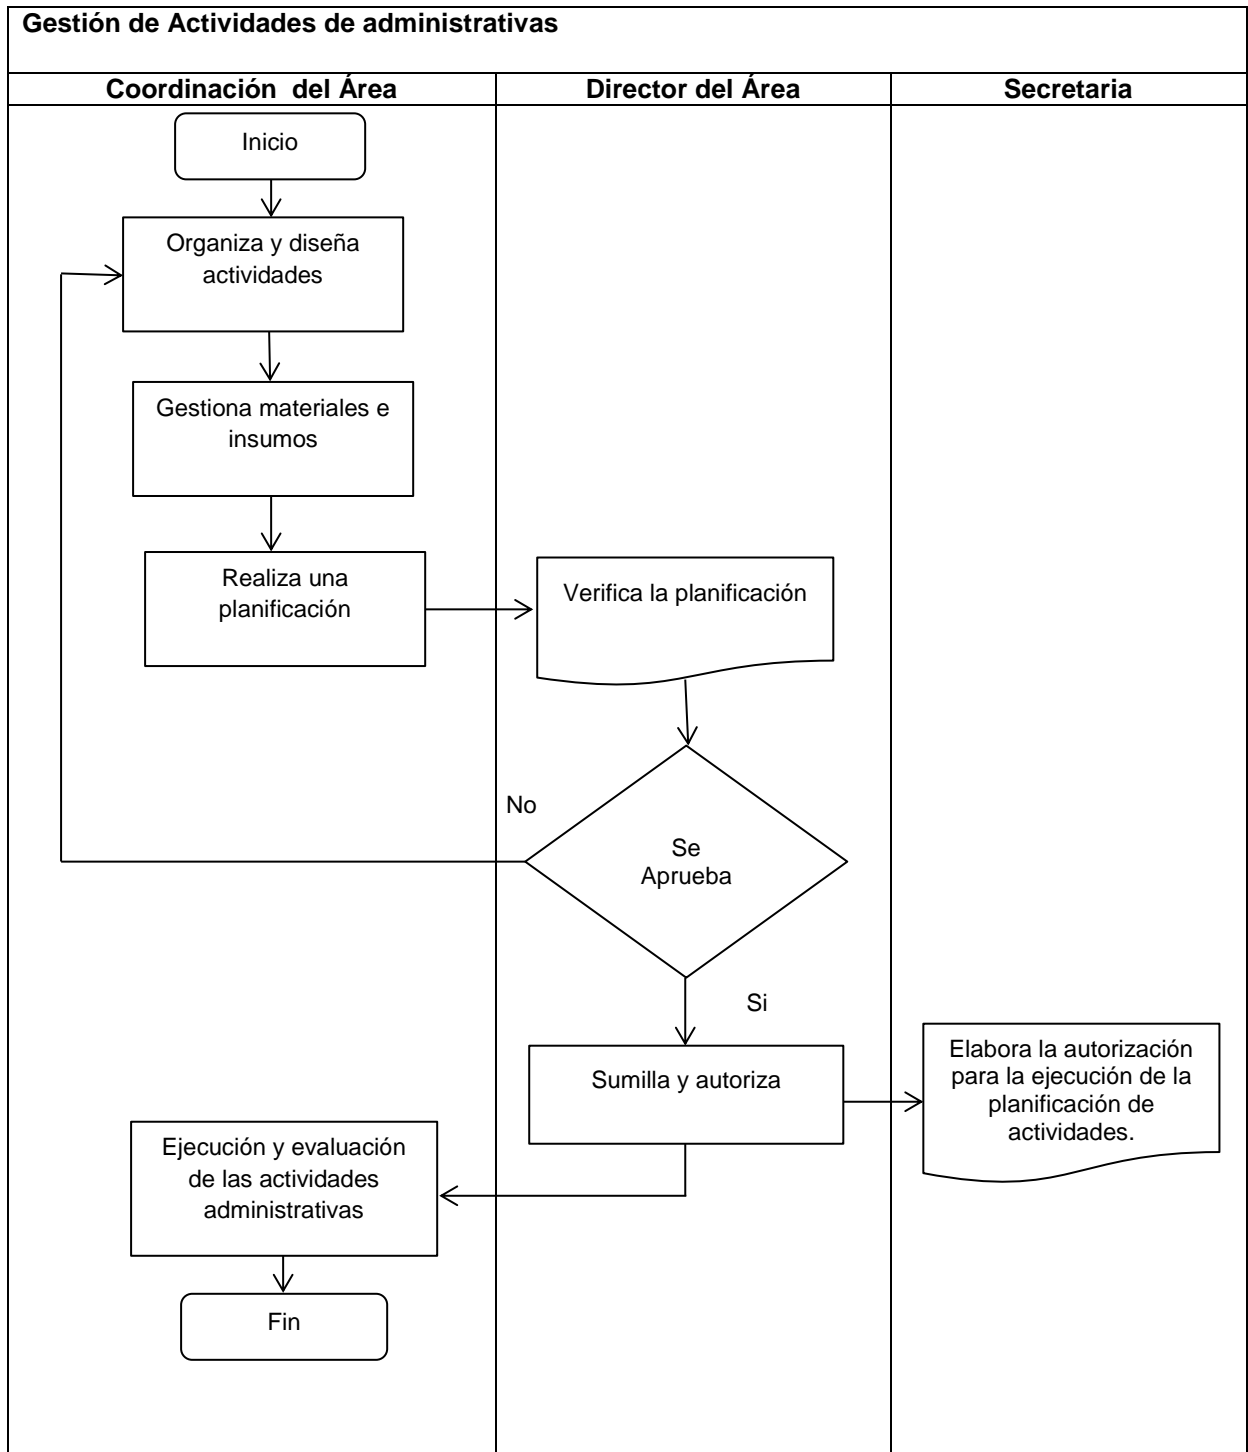 Gestión de Actividades de administrativas
Coordinación del Área
Director del Área
Secretaria
Inicio
Organiza y diseña
actividades
Gestiona materiales e
insumos
Realiza una
planificación
Verifica la planificación
No
Se
Aprueba
Si
Sumilla y autoriza
Elabora la autorización
para la ejecución de la
planificación de
actividades.
Ejecución y evaluación
de las actividades
administrativas
Fin